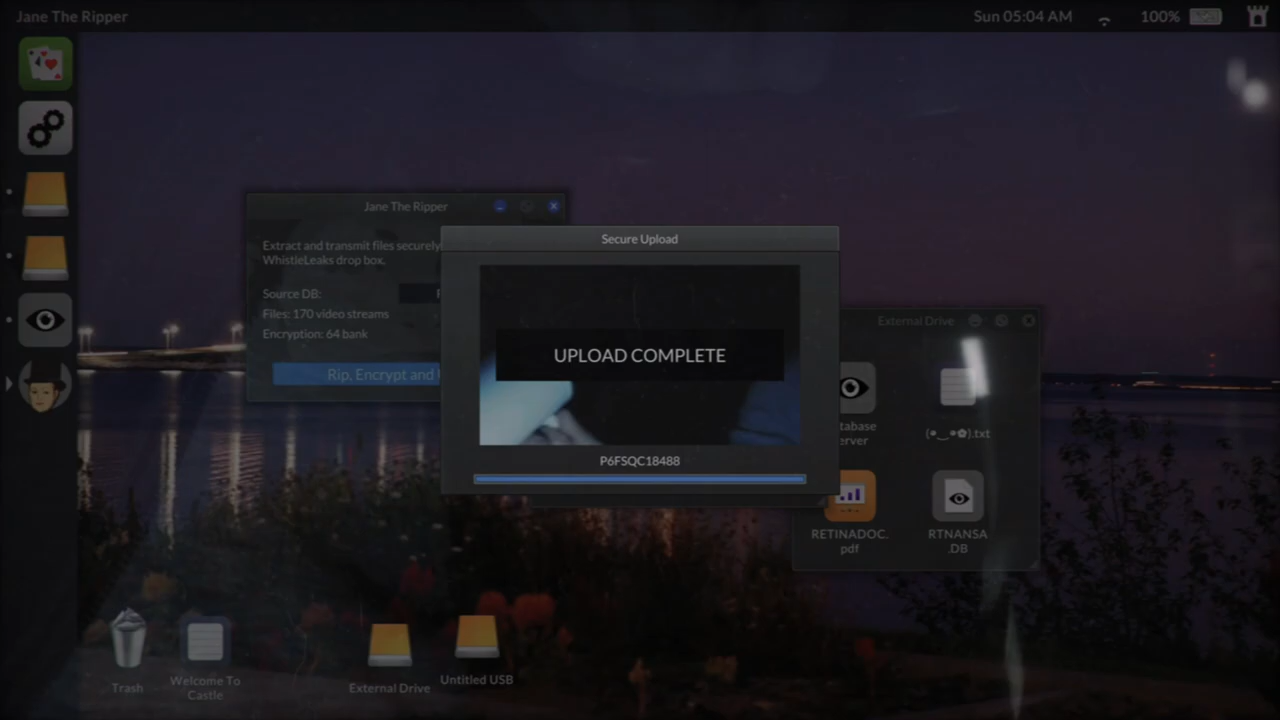 Jane The Ripper
Sun 05:04 AM
100%
Jane The Ripper
Extract and transmit files securely
WhistleLeaks drop box.
Source DB:
Files: 170 video streams
Encryption: 64 bank
Rip, Encrypt and
Secure Upload
UPLOAD COMPLETE
P6FSQC18488
External Drive
tabase
erver
(•‿•✿).txt
RETINADOC.
pdf
RTNANSA
.DB
Trash
Welcome To
Castle
External Drive
Untitled USB